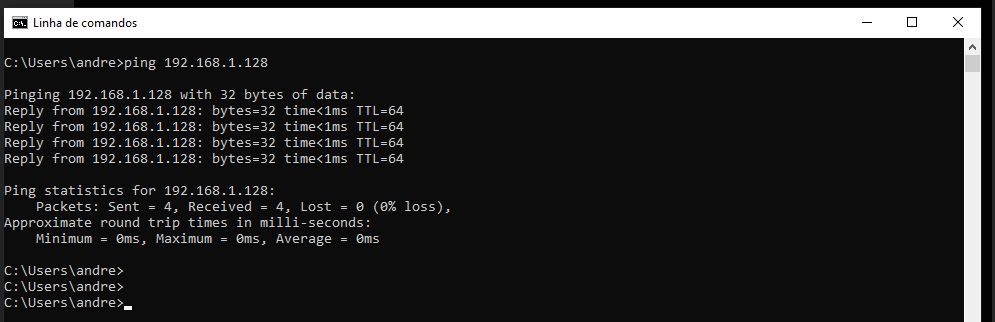 Linha de comandos
C:\Users\andre>ping 192.168.1.128
Pinging 192.168.1.128 with 32 bytes of data:
Reply from 192.168.1.128: bytes=32 time<1ms TTL=64
Reply from 192.168.1.128: bytes=32 time<1ms TTL=64
Reply from 192.168.1.128: bytes=32 time<1ms TTL=64
Reply from 192.168.1.128: bytes=32 time<1ms TTL=64
Ping statistics for 192.168.1.128:
    Packets: Sent = 4, Received = 4, Lost = 0 (0% loss),
Approximate round trip times in milli-seconds:
    Minimum = 0ms, Maximum = 0ms, Average = 0ms
C:\Users\andre>
C:\Users\andre>
C:\Users\andre>